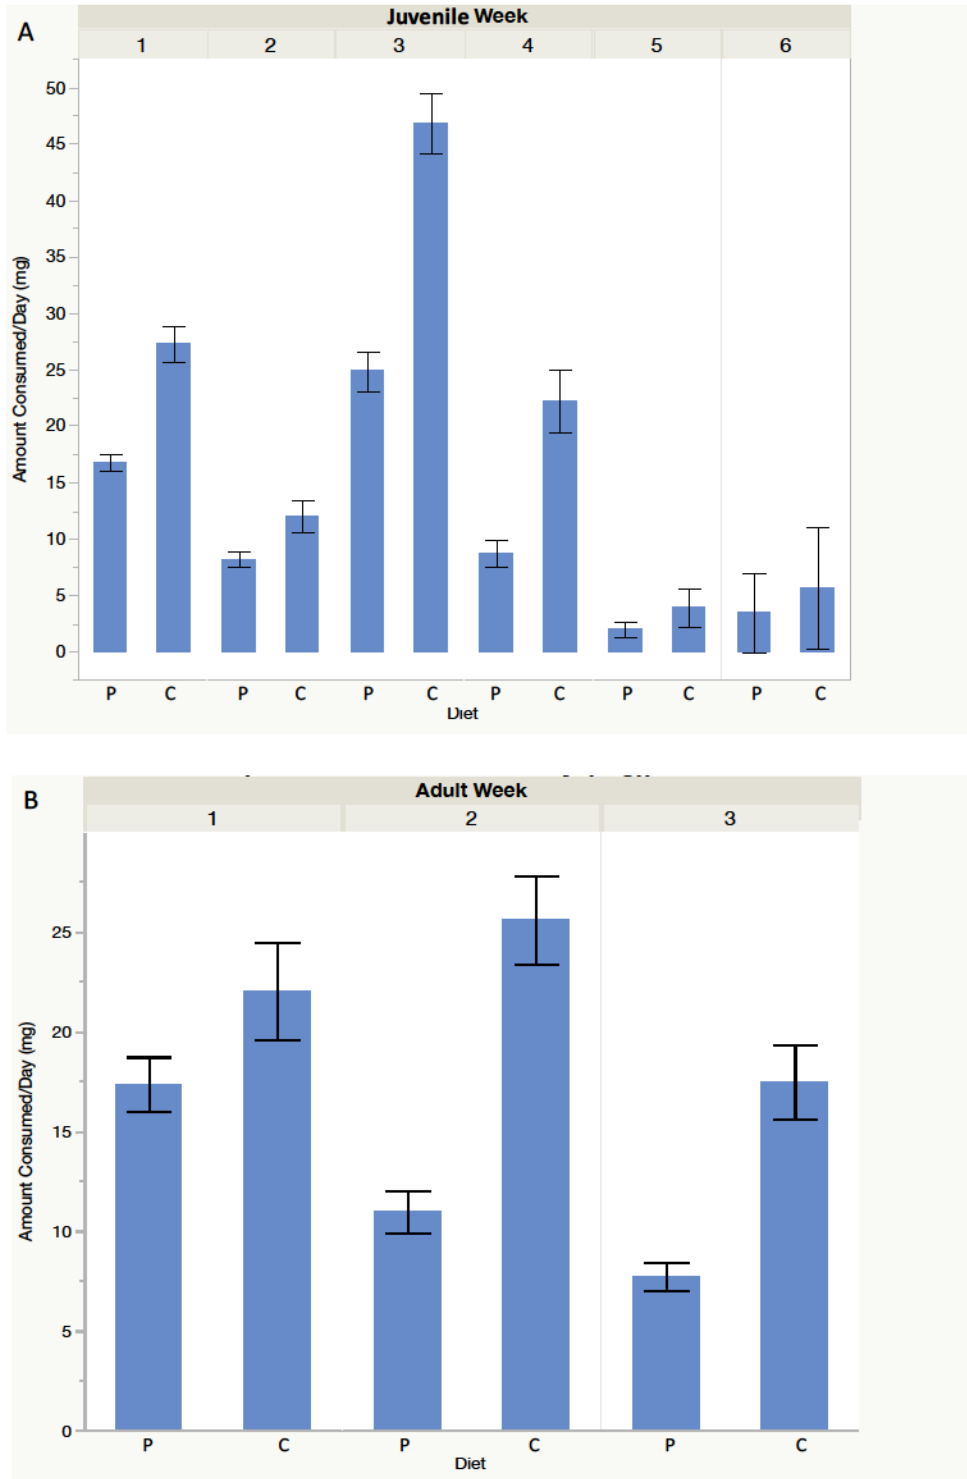 A
Juvenile Week
1 2 3 4 5 6
50
45
40
35
30
25
20
15
10
5
0
Amount Consumed/Day (mg)
P C P C P C P C P C P C
Diet
B
Adult Week
1 2 3
25
20
15
10
5
0
Amount Consumed/Day (mg)
P C P C P C
Diet